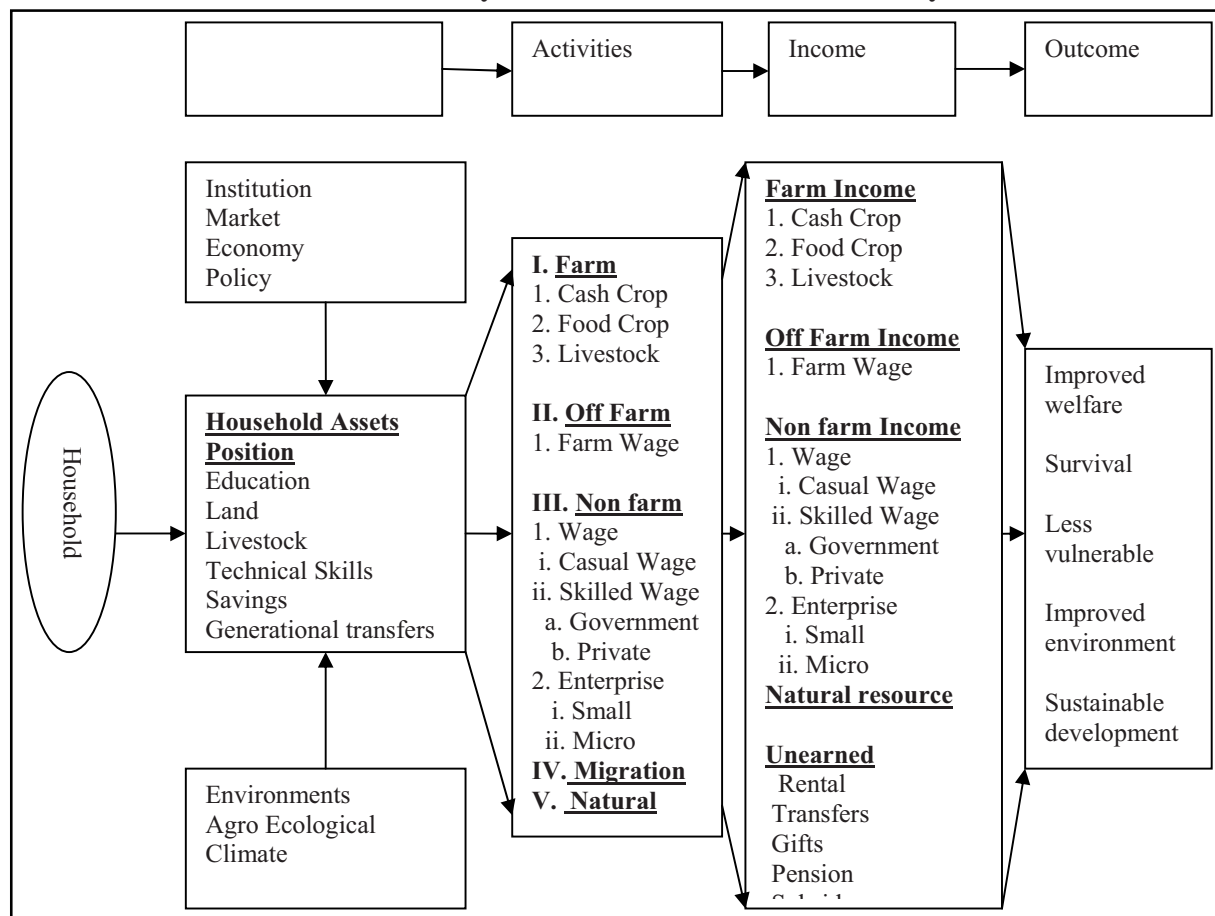 Activities
Income
Outcome
Institution
Market
Economy
Policy
Household
Household Assets
Position
Education
Land
Livestock
Technical Skills
Savings
Generational transfers
Environments
Agro Ecological
Climate
I. Farm
1. Cash Crop
2. Food Crop
3. Livestock
II. Off Farm
1. Farm Wage
III. Non farm
1. Wage
i. Casual Wage
ii. Skilled Wage
a. Government
b. Private
2. Enterprise
i. Small
ii. Micro
IV. Migration
V. Natural
Farm Income
1. Cash Crop
2. Food Crop
3. Livestock
Off Farm Income
1. Farm Wage
Non farm Income
1. Wage
i. Casual Wage
ii. Skilled Wage
a. Government
b. Private
2. Enterprise
i. Small
ii. Micro
Natural resource
Unearned
Rental
Transfers
Gifts
Pension
Improved
welfare
Survival
Less
vulnerable
Improved
environment
Sustainable
development